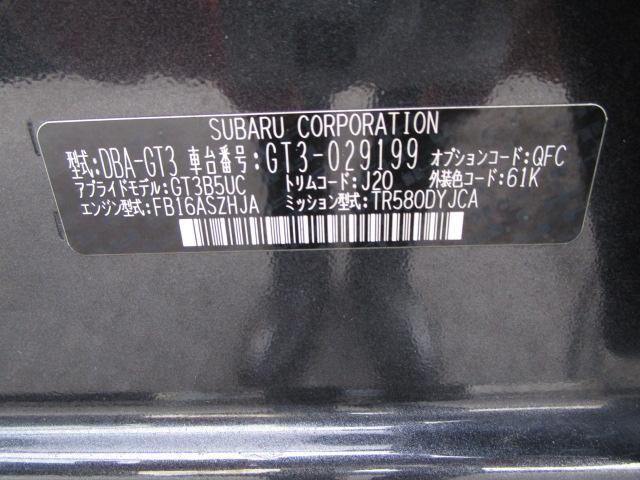 SUBARU CORPORATION
型式:DBA-GT3 車台番号:GT3-029199 オプションコード:QFC
アプライドモデル:GT3B5UC トリムコード:J20 外装色コード:61K
エンジン型式:FB16ASZHJA ミッション型式:TR580DYJCA